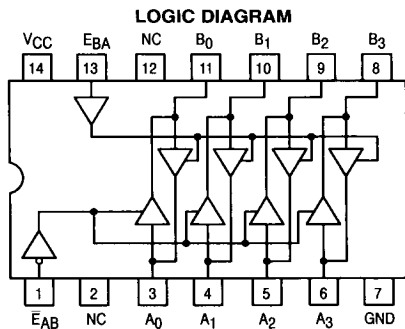 LOGIC DIAGRAM
VCC EBA NC B0 B1 B2 B3
14 13 12 11 10 9 8
1 2 3 4 5 6 7
E̅AB NC A0 A1 A2 A3 GND